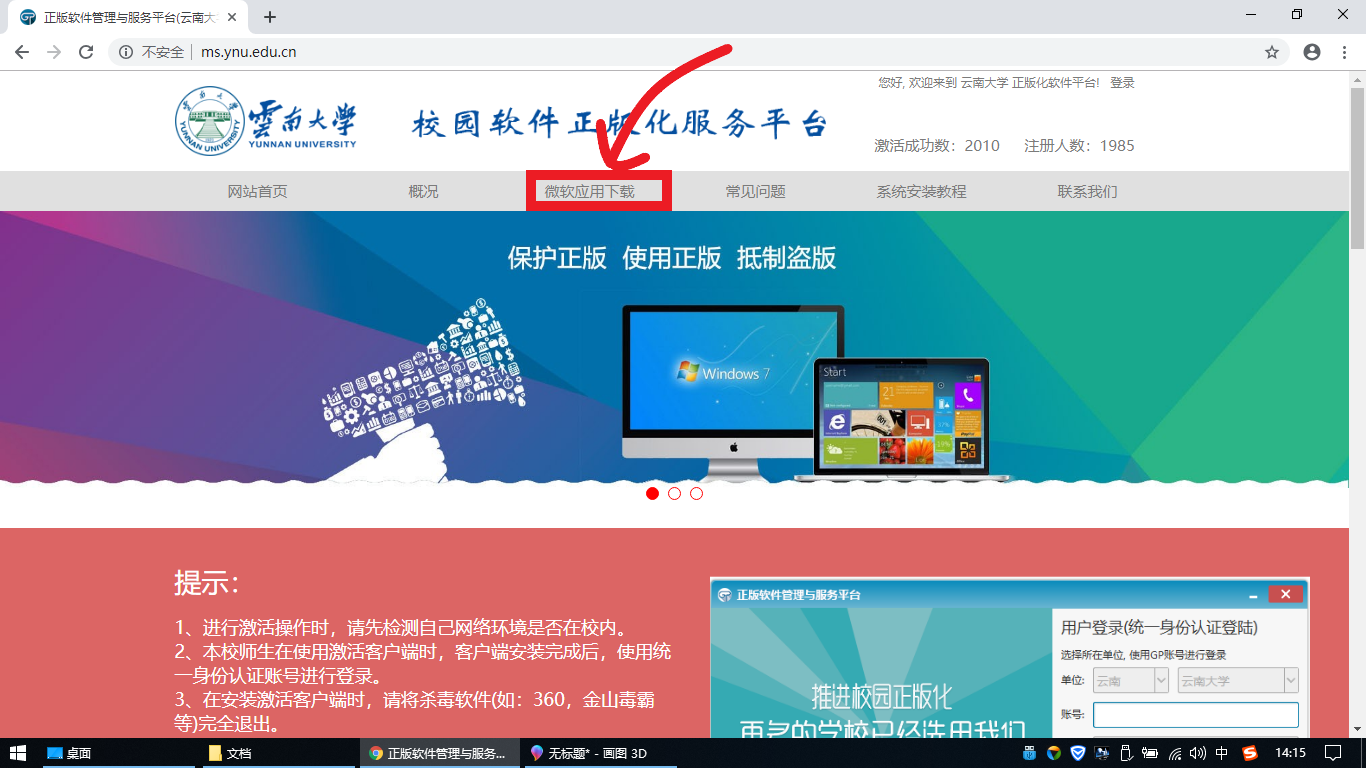 正版软件管理与服务平台(云南大
不安全
ms.ynu.edu.cn
您好, 欢迎来到 云南大学 正版化软件平台! 登录
雲南大學
YUNNAN UNIVERSITY
校园软件正版化服务平台
激活成功数：2010 注册人数：1985
网站首页 概况 微软应用下载 常见问题 系统安装教程 联系我们
保护正版 使用正版 抵制盗版
Windows 7
Start
提示：
1、进行激活操作时，请先检测自己网络环境是否在校内。
2、本校师生在使用激活客户端时，客户端安装完成后，使用统
一身份认证账号进行登录。
3、在安装激活客户端时，请将杀毒软件(如：360，金山毒霸
等)完全退出。
正版软件管理与服务平台
推进校园正版化
更多的学校已经选用我们
用户登录(统一身份认证登陆)
选择所在单位, 使用GP账号进行登录
单位: 云南 云南大学
账号:
桌面
文档
正版软件管理与服务...
无标题* - 画图 3D
中
14:15